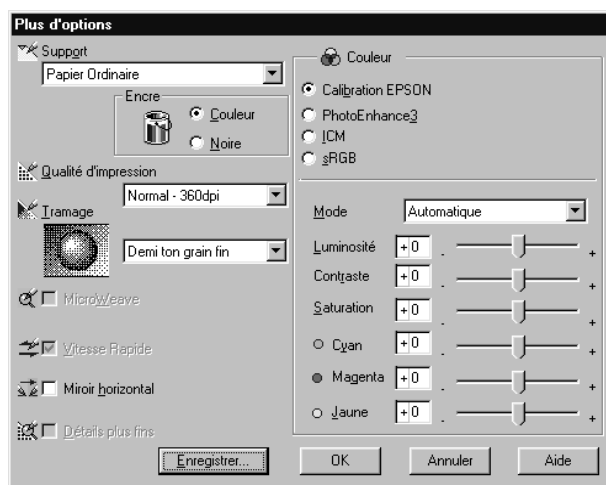 Plus d'options
Support
Papier Ordinaire
Encre
Couleur
Noire
Qualité d'impression
Normal - 360dpi
Tramage
Demi ton grain fin
MicroWeave
Vitesse Rapide
Miroir horizontal
Détails plus fins
Enregistrer...
Couleur
Calibration EPSON
PhotoEnhance3
ICM
sRGB
Mode
Automatique
Luminosité +0 - +
Contraste +0 - +
Saturation +0 - +
Cyan +0 - +
Magenta +0 - +
Jaune +0 - +
OK
Annuler
Aide